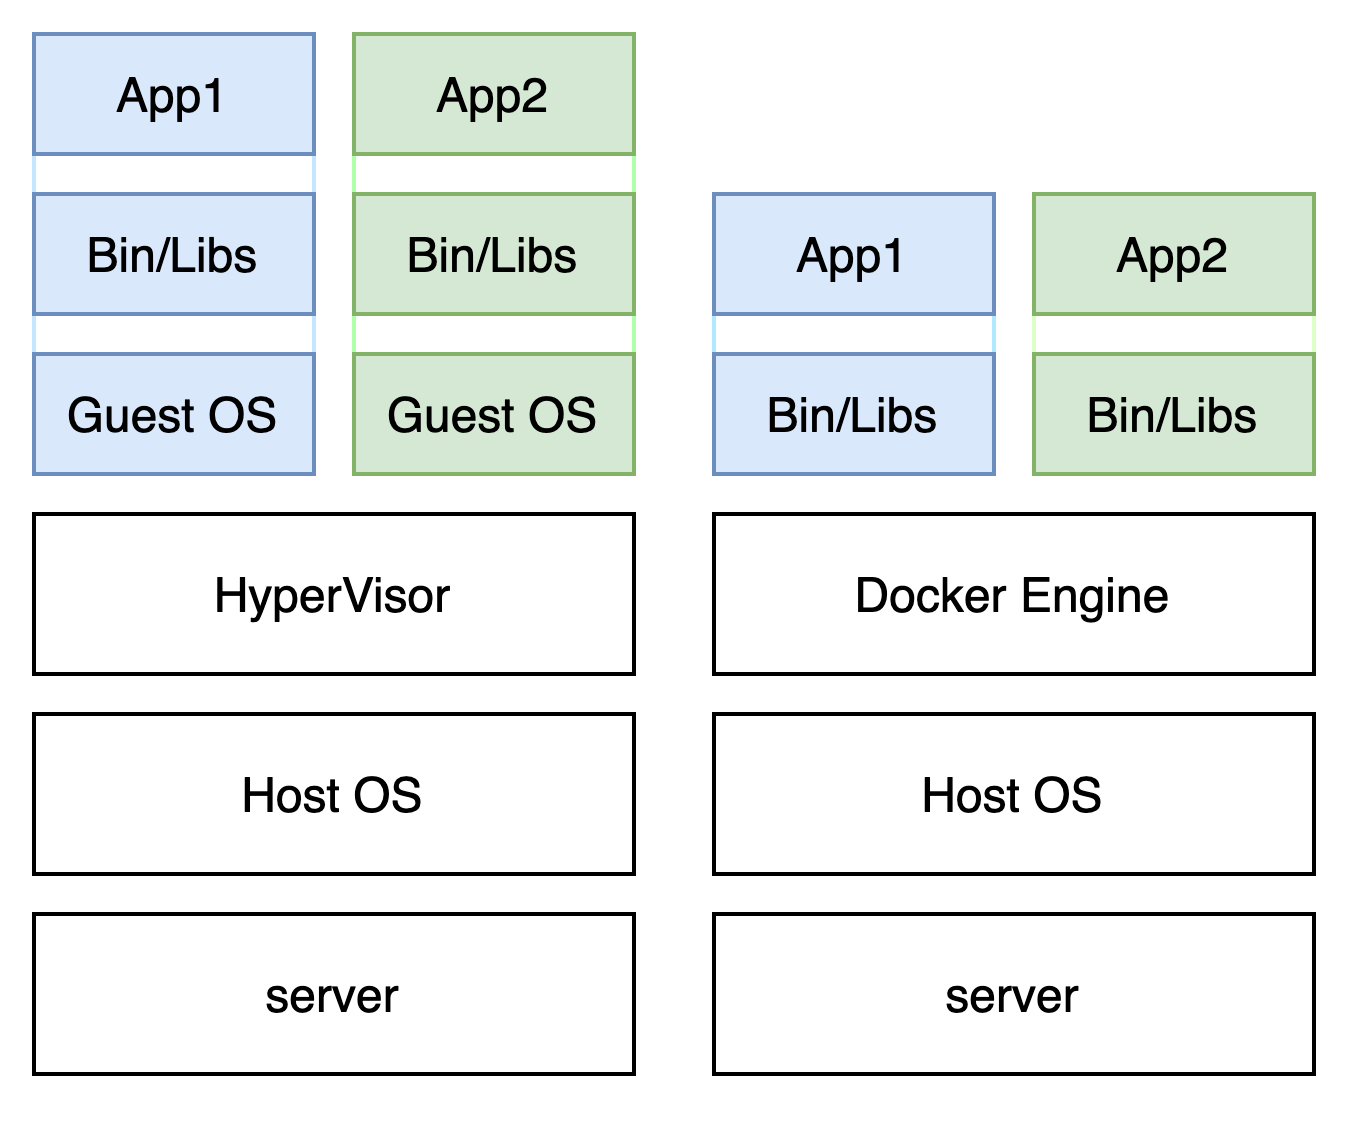 App1
App2
Bin/Libs
Bin/Libs
Guest OS
Guest OS
HyperVisor
Host OS
server
App1
App2
Bin/Libs
Bin/Libs
Docker Engine
Host OS
server